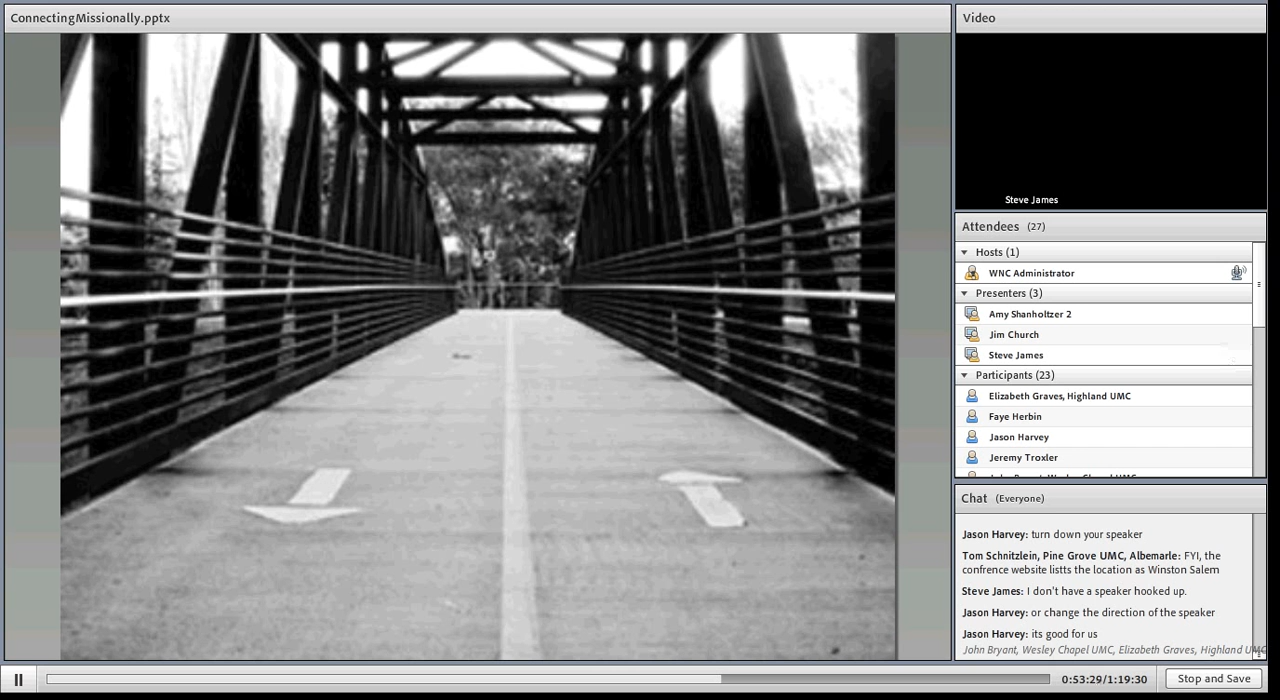 ConnectingMissionally.pptx
Video
Steve James
Attendees (27)
Hosts (1)
WNC Administrator
Presenters (3)
Amy Shanholtzer 2
Jim Church
Steve James
Participants (23)
Elizabeth Graves, Highland UMC
Faye Herbin
Jason Harvey
Jeremy Troxler
Chat (Everyone)
Jason Harvey: turn down your speaker
Tom Schnitzlein, Pine Grove UMC, Albemarle: FYI, the
confrence website listts the location as Winston Salem
Steve James: I don't have a speaker hooked up.
Jason Harvey: or change the direction of the speaker
Jason Harvey: its good for us
John Bryant, Wesley Chapel UMC, Elizabeth Graves, Highland UMC
0:53:29/1:19:30
Stop and Save